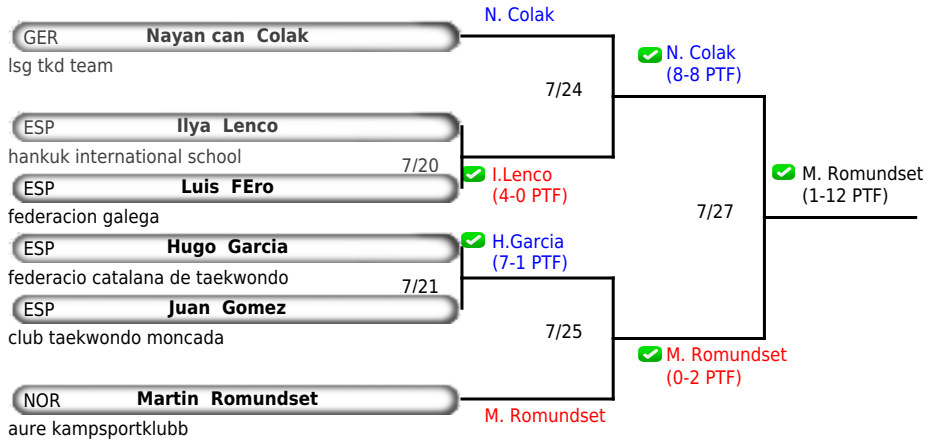 N. Colak
GER Nayan can Colak
lsg tkd team
N. Colak
(8-8 PTF)
7/24
ESP Ilya Lenco
hankuk international school
7/20
I.Lenco
(4-0 PTF)
ESP Luis FEro
federacion galega
M. Romundset
(1-12 PTF)
7/27
ESP Hugo Garcia
federacio catalana de taekwondo
H.Garcia
(7-1 PTF)
7/21
ESP Juan Gomez
club taekwondo moncada
7/25
M. Romundset
(0-2 PTF)
NOR Martin Romundset
aure kampsportklubb
M. Romundset